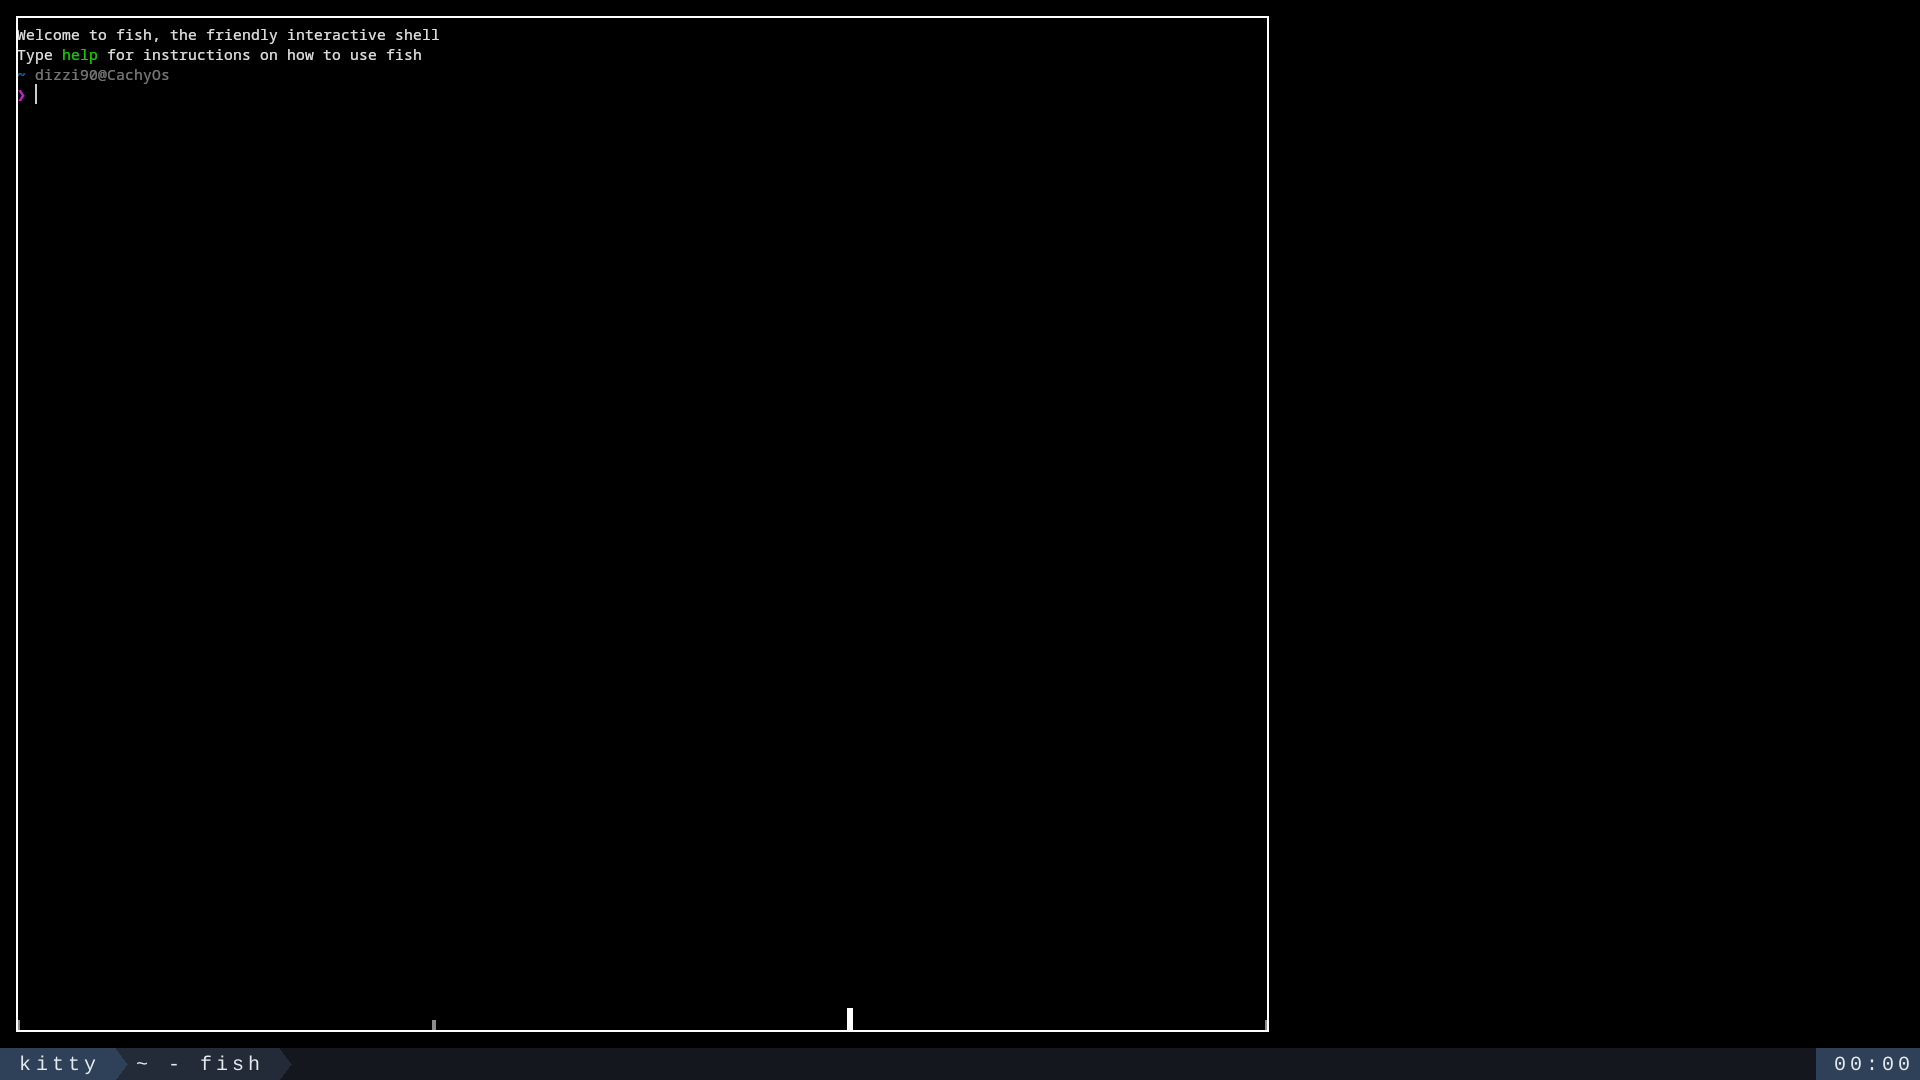 Welcome to fish, the friendly interactive shell
Type help for instructions on how to use fish
~ dizzi90@CachyOs
❯
kitty ~ - fish 00:00